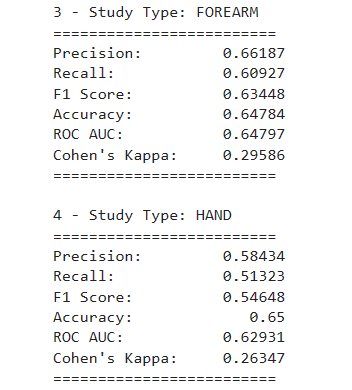 3 - Study Type: FOREARM
=========================
Precision: 0.66187
Recall: 0.60927
F1 Score: 0.63448
Accuracy: 0.64784
ROC AUC: 0.64797
Cohen's Kappa: 0.29586
=========================
4 - Study Type: HAND
=========================
Precision: 0.58434
Recall: 0.51323
F1 Score: 0.54648
Accuracy: 0.65
ROC AUC: 0.62931
Cohen's Kappa: 0.26347
=========================